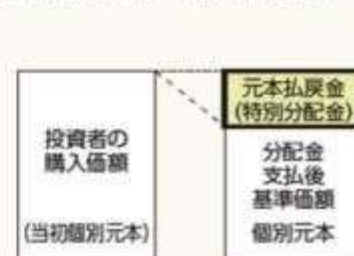 投資者の
購入価額
(当初個別元本)
元本払戻金
(特別分配金)
分配金
支払後
基準価額
個別元本